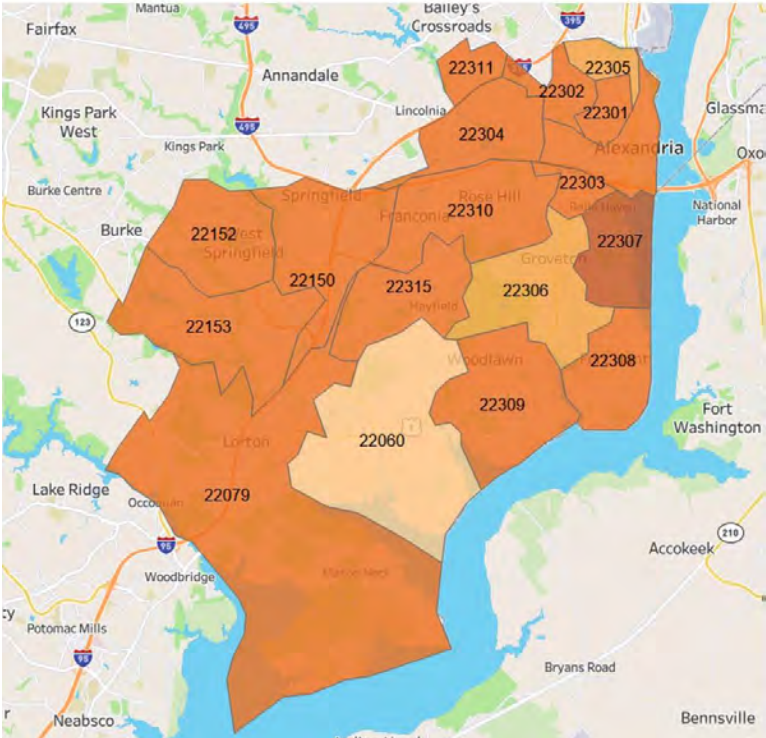 Mantua
Bailey's
Crossroads
Fairfax
495
395
Annandale
22311
22305
22302
22301
Kings Park
West
Lincolnia
Glassma
495
Kings Park
22304
Alexandria
Oxo
Burke Centre
Springfield
22303
Rose Hill
Franconia
22310
National
Harbor
Burke
22152
West
Springfield
22307
Groveton
22150
22315
22306
Hayfield
123
22153
Woodlawn
22308
22309
Fort
Washington
22060
1
Lorton
Lake Ridge
22079
Occoquan
210
95
Accokeek
Woodbridge
Mason Neck
ty
Potomac Mills
95
Bryans Road
r
Neabsco
Bennsville